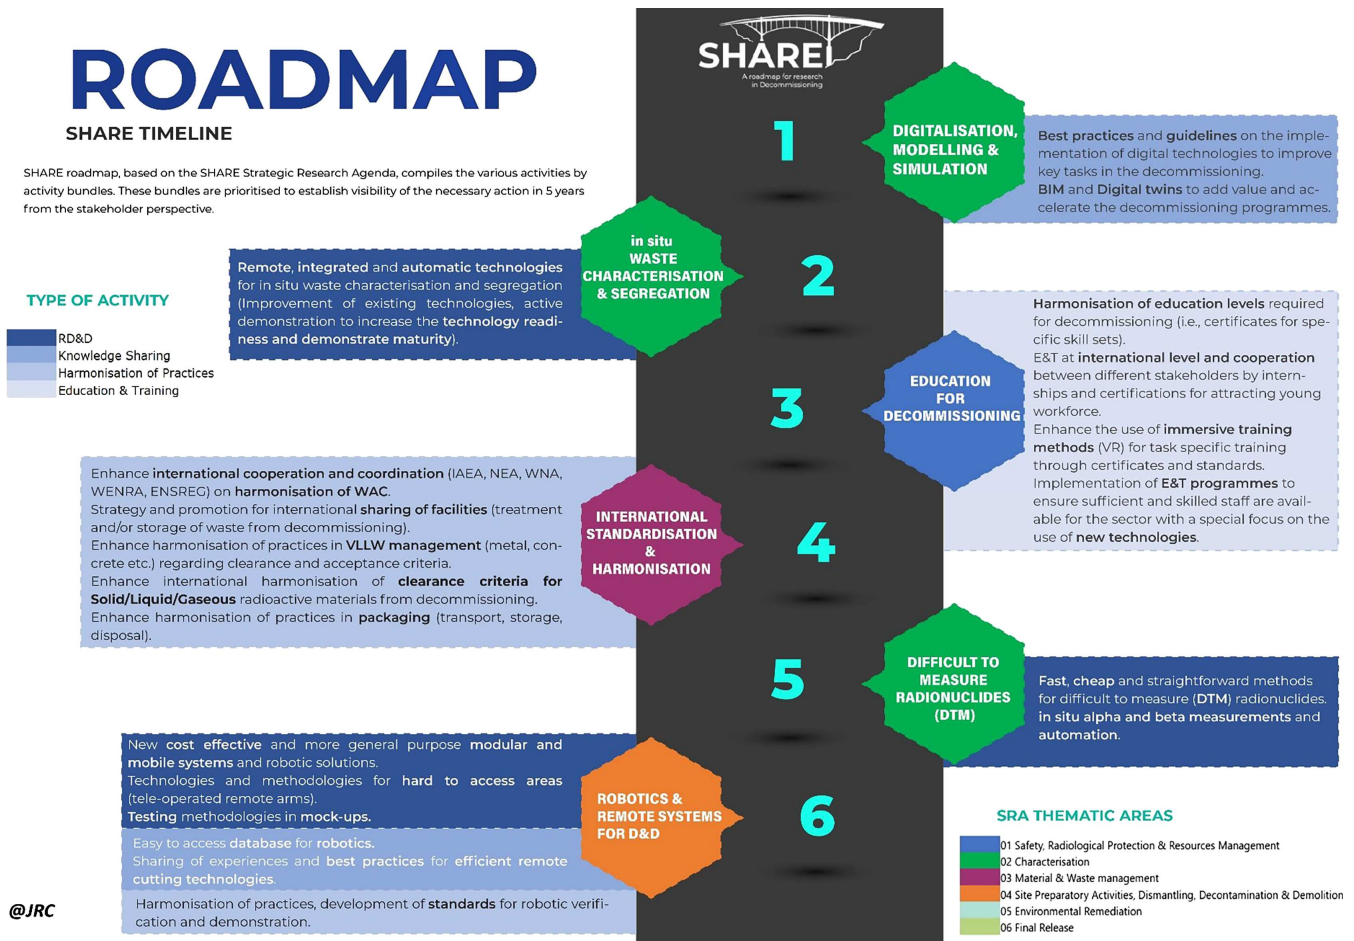 ROADMAP
SHARE TIMELINE
SHARE roadmap, based on the SHARE Strategic Research Agenda, compiles the various activities by
activity bundles. These bundles are prioritised to establish visibility of the necessary action in 5 years
from the stakeholder perspective.
SHARE
A roadmap for research
in Decommissioning
1
DIGITALISATION,
MODELLING &
SIMULATION
Best practices and guidelines on the imple-
mentation of digital technologies to improve
key tasks in the decommissioning.
BIM and Digital twins to add value and ac-
celerate the decommissioning programmes.
2
in situ
WASTE
CHARACTERISATION
& SEGREGATION
Remote, integrated and automatic technologies
for in situ waste characterisation and segregation
(Improvement of existing technologies, active
demonstration to increase the technology readi-
ness and demonstrate maturity).
TYPE OF ACTIVITY
RD&D
Knowledge Sharing
Harmonisation of Practices
Education & Training
3
EDUCATION
FOR
DECOMMISSIONING
Harmonisation of education levels required
for decommissioning (i.e., certificates for spe-
cific skill sets).
E&T at international level and cooperation
between different stakeholders by intern-
ships and certifications for attracting young
workforce.
Enhance the use of immersive training
methods (VR) for task specific training
through certificates and standards.
Implementation of E&T programmes to
ensure sufficient and skilled staff are avail-
able for the sector with a special focus on the
use of new technologies.
4
INTERNATIONAL
STANDARDISATION
&
HARMONISATION
Enhance international cooperation and coordination (IAEA, NEA, WNA,
WENRA, ENSREG) on harmonisation of WAC.
Strategy and promotion for international sharing of facilities (treatment
and/or storage of waste from decommissioning).
Enhance harmonisation of practices in VLLW management (metal, con-
crete etc.) regarding clearance and acceptance criteria.
Enhance international harmonisation of clearance criteria for
Solid/Liquid/Gaseous radioactive materials from decommissioning.
Enhance harmonisation of practices in packaging (transport, storage,
disposal).
5
DIFFICULT TO
MEASURE
RADIONUCLIDES
(DTM)
Fast, cheap and straightforward methods
for difficult to measure (DTM) radionuclides.
in situ alpha and beta measurements and
automation.
6
ROBOTICS &
REMOTE SYSTEMS
FOR D&D
New cost effective and more general purpose modular and
mobile systems and robotic solutions.
Technologies and methodologies for hard to access areas
(tele-operated remote arms).
Testing methodologies in mock-ups.
Easy to access database for robotics.
Sharing of experiences and best practices for efficient remote
cutting technologies.
Harmonisation of practices, development of standards for robotic verifi-
cation and demonstration.
SRA THEMATIC AREAS
01 Safety, Radiological Protection & Resources Management
02 Characterisation
03 Material & Waste management
04 Site Preparatory Activities, Dismantling, Decontamination & Demolition
05 Environmental Remediation
06 Final Release
@JRC